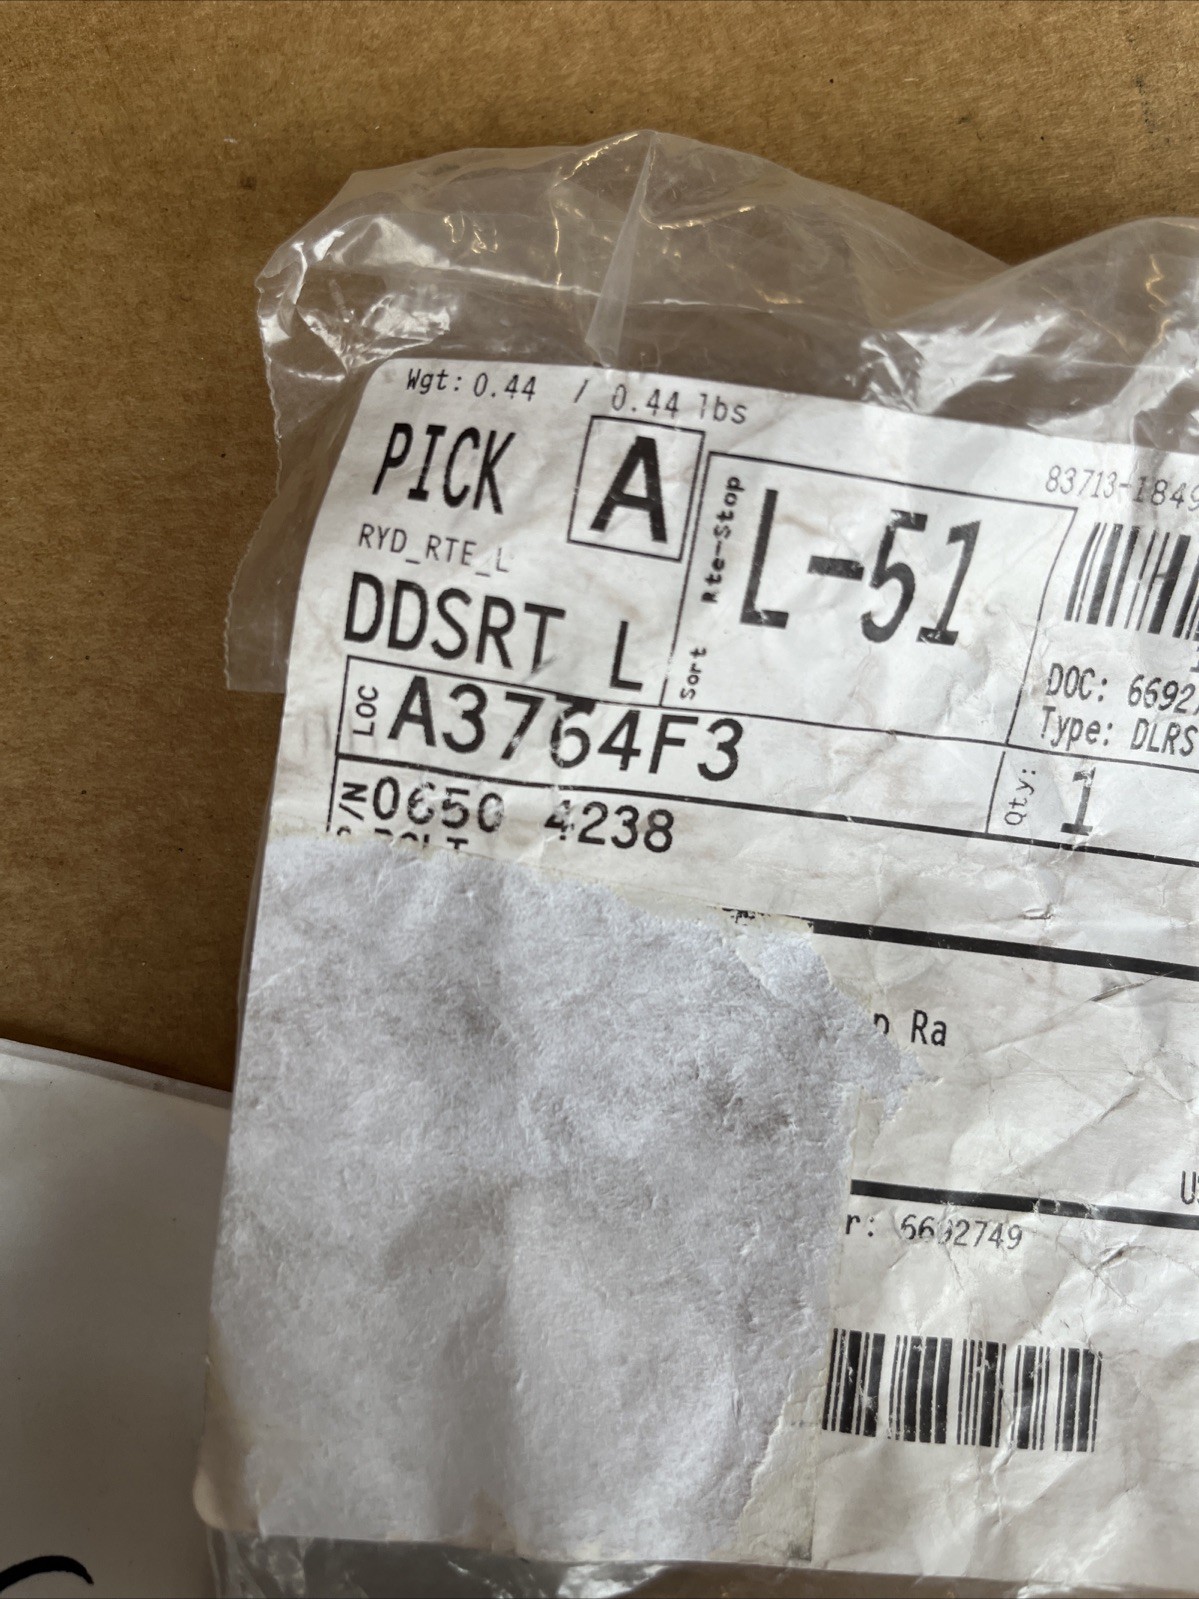 Wgt: 0.44 / 0.44 lbs
PICK A
RYD_RTE_L
DDSRT L
Sort Rte-Stop
L-51
83713-1849
DOC: 6692
Type: DLRS
LOC A3764F3
S/N 0650 4238
Qty: 1
Ra
r: 6692749